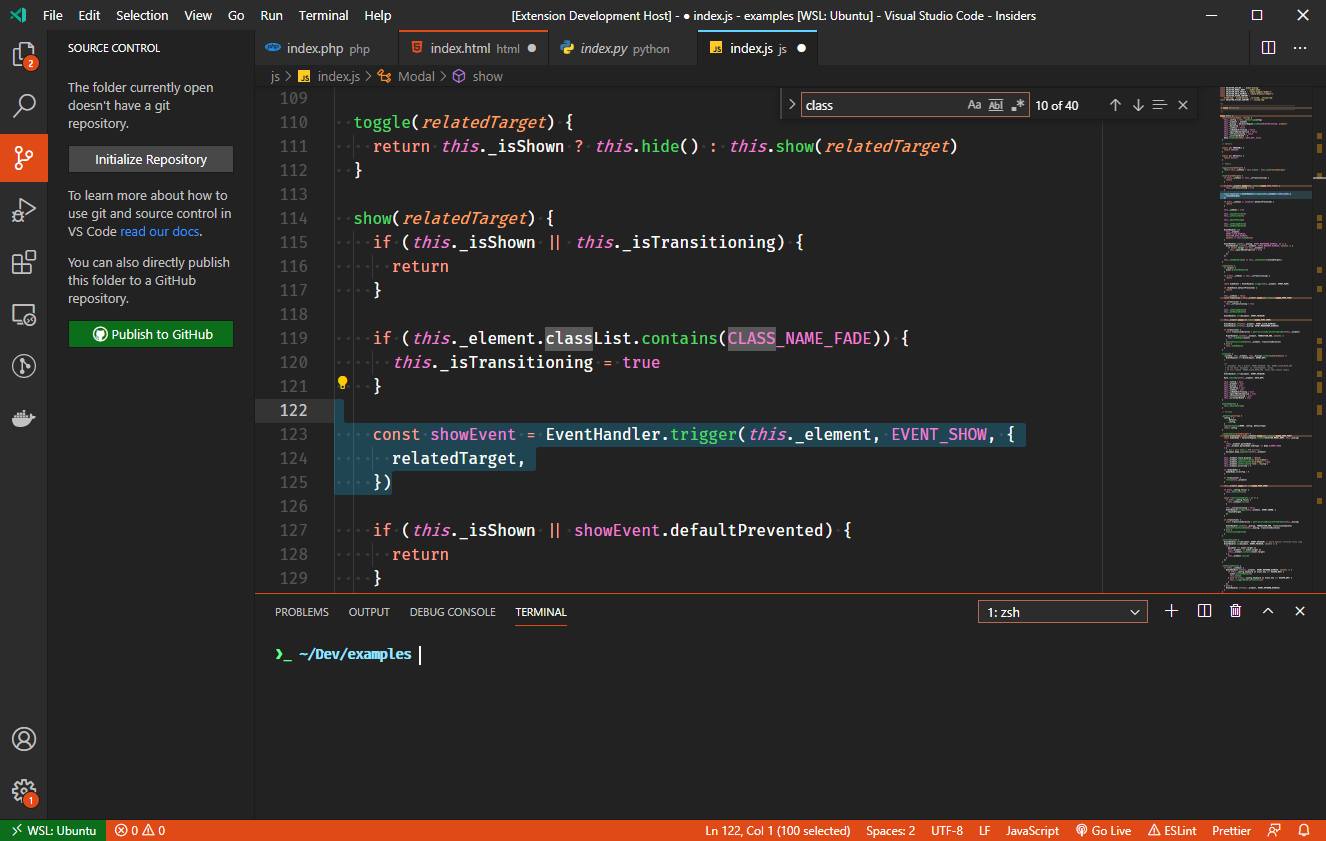 File Edit Selection View Go Run Terminal Help
[Extension Development Host] - ● index.js - examples [WSL: Ubuntu] - Visual Studio Code - Insiders
2
SOURCE CONTROL
The folder currently open
doesn't have a git
repository.
Initialize Repository
To learn more about how to
use git and source control in
VS Code read our docs.
You can also directly publish
this folder to a GitHub
repository.
Publish to GitHub
1
index.php php
index.html html
index.py python
JS index.js js
js > JS index.js > Modal > show
class Aa Abl .* 10 of 40
109
110 toggle(relatedTarget) {
111 return this._isShown ? this.hide() : this.show(relatedTarget)
112 }
113
114 show(relatedTarget) {
115 if (this._isShown || this._isTransitioning) {
116 return
117 }
118
119 if (this._element.classList.contains(CLASS_NAME_FADE)) {
120 this._isTransitioning = true
121 }
122
123 const showEvent = EventHandler.trigger(this._element, EVENT_SHOW, {
124 relatedTarget,
125 })
126
127 if (this._isShown || showEvent.defaultPrevented) {
128 return
129 }
PROBLEMS OUTPUT DEBUG CONSOLE TERMINAL
1: zsh
❯_ ~/Dev/examples
WSL: Ubuntu 0 0 Ln 122, Col 1 (100 selected) Spaces: 2 UTF-8 LF JavaScript Go Live ESLint Prettier